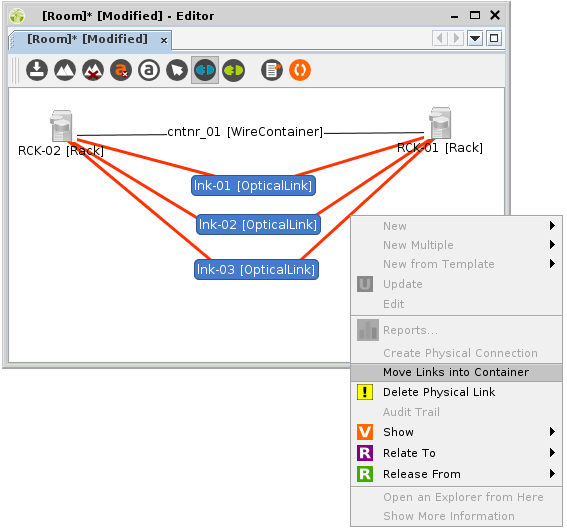 [Room]* [Modified] - Editor
[Room]* [Modified] x
a a
cntnr_01 [WireContainer]
RCK-02 [Rack]
RCK-01 [Rack]
lnk-01 [OpticalLink]
lnk-02 [OpticalLink]
lnk-03 [OpticalLink]
New
New Multiple
New from Template
U Update
Edit
Reports...
Create Physical Connection
Move Links into Container
! Delete Physical Link
Audit Trail
V Show
R Relate To
R Release From
Open an Explorer from Here
Show More Information